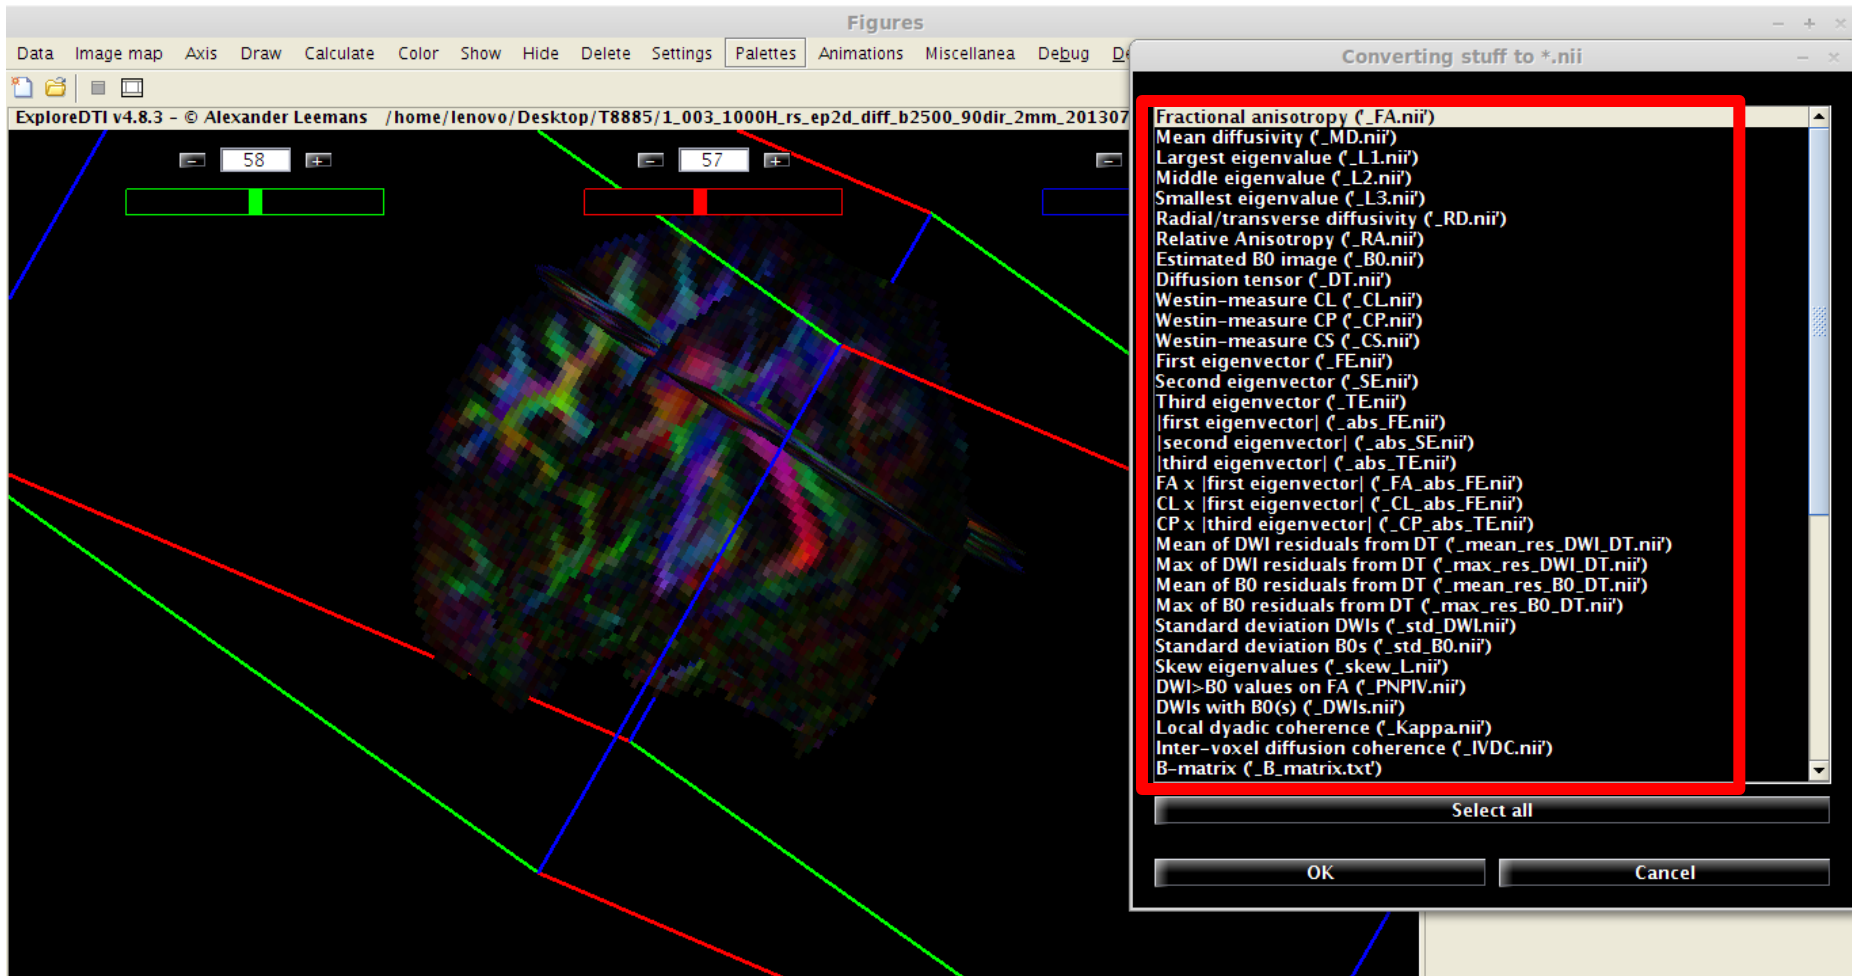 Figures
Data Image map Axis Draw Calculate Color Show Hide Delete Settings Palettes Animations Miscellanea Debug De
Converting stuff to *.nii
ExploreDTI v4.8.3 - © Alexander Leemans /home/lenovo/Desktop/T8885/1_003_1000H_rs_ep2d_diff_b2500_90dir_2mm_201307
58
57
Fractional anisotropy ('_FA.nii')
Mean diffusivity ('_MD.nii')
Largest eigenvalue ('_L1.nii')
Middle eigenvalue ('_L2.nii')
Smallest eigenvalue ('_L3.nii')
Radial/transverse diffusivity ('_RD.nii')
Relative Anisotropy ('_RA.nii')
Estimated B0 image ('_B0.nii')
Diffusion tensor ('_DT.nii')
Westin-measure CL ('_CL.nii')
Westin-measure CP ('_CP.nii')
Westin-measure CS ('_CS.nii')
First eigenvector ('_FE.nii')
Second eigenvector ('_SE.nii')
Third eigenvector ('_TE.nii')
|first eigenvector| ('_abs_FE.nii')
|second eigenvector| ('_abs_SE.nii')
|third eigenvector| ('_abs_TE.nii')
FA x |first eigenvector| ('_FA_abs_FE.nii')
CL x |first eigenvector| ('_CL_abs_FE.nii')
CP x |third eigenvector| ('_CP_abs_TE.nii')
Mean of DWI residuals from DT ('_mean_res_DWI_DT.nii')
Max of DWI residuals from DT ('_max_res_DWI_DT.nii')
Mean of B0 residuals from DT ('_mean_res_B0_DT.nii')
Max of B0 residuals from DT ('_max_res_B0_DT.nii')
Standard deviation DWIs ('_std_DWI.nii')
Standard deviation B0s ('_std_B0.nii')
Skew eigenvalues ('_skew_L.nii')
DWI>B0 values on FA ('_PNPIV.nii')
DWIs with B0(s) ('_DWIs.nii')
Local dyadic coherence ('_Kappa.nii')
Inter-voxel diffusion coherence ('_IVDC.nii')
B-matrix ('_B_matrix.txt')
Select all
OK Cancel